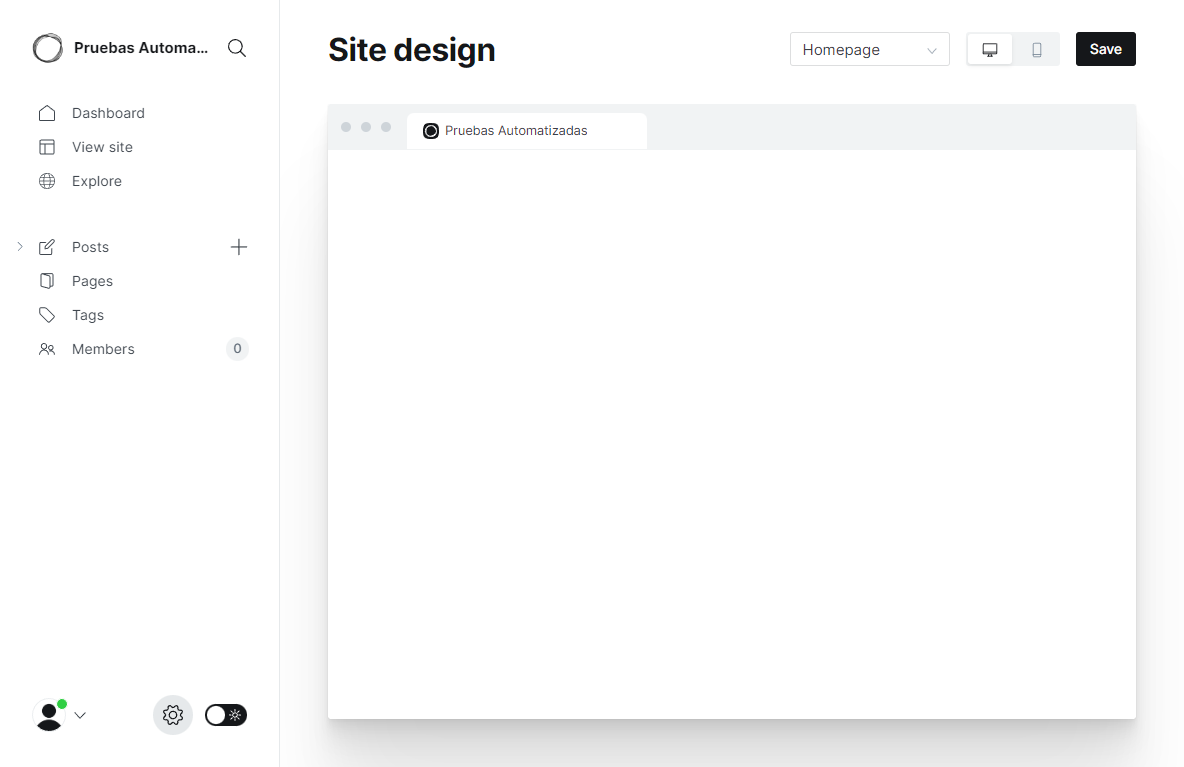 Pruebas Automa...
Dashboard
View site
Explore
Posts
Pages
Tags
Members
0
Site design
Homepage
Save
Pruebas Automatizadas